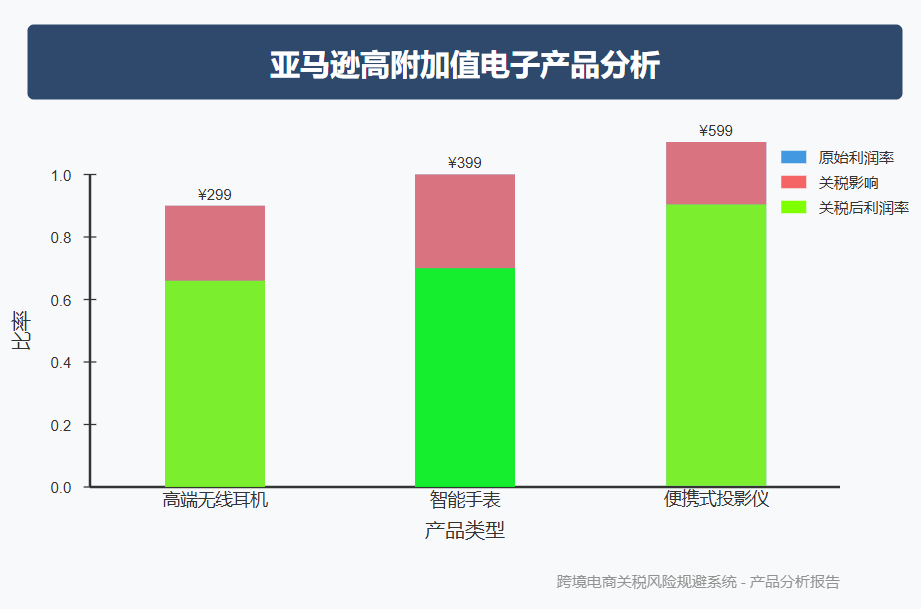 亚马逊高附加值电子产品分析
¥299
¥399
¥599
原始利润率
关税影响
关税后利润率
1.0
0.8
0.6
0.4
0.2
0.0
比率
高端无线耳机
智能手表
便携式投影仪
产品类型
跨境电商关税风险规避系统 - 产品分析报告